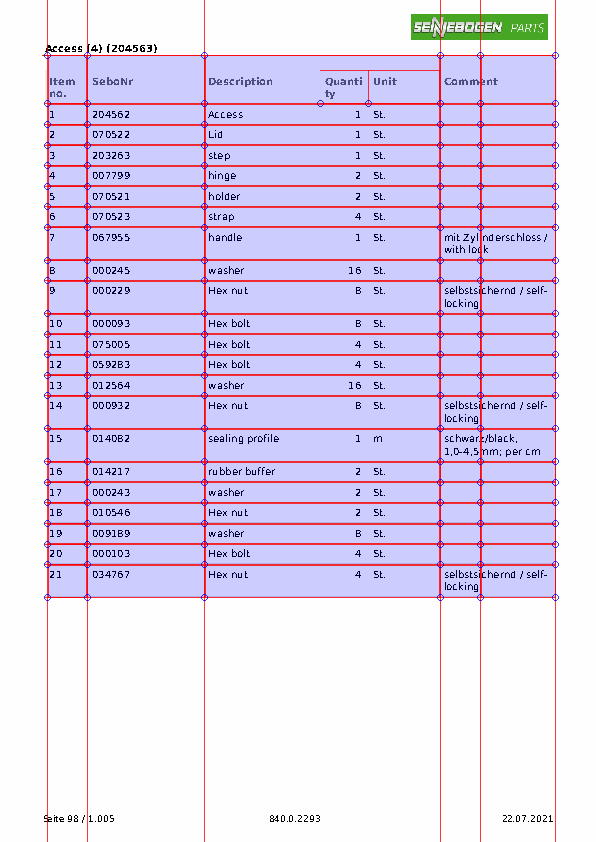 SENNEBOGEN PARTS
Access (4) (204563)
Item no. SeboNr Description Quantity Unit Comment
1 204562 Access 1 St.
2 070522 Lid 1 St.
3 203263 step 1 St.
4 007799 hinge 2 St.
5 070521 holder 2 St.
6 070523 strap 4 St.
7 067955 handle 1 St. mit Zylinderschloss /
with lock
8 000245 washer 16 St.
9 000229 Hex nut 8 St. selbstsichernd / self-
locking
10 000093 Hex bolt 8 St.
11 075005 Hex bolt 4 St.
12 059283 Hex bolt 4 St.
13 012564 washer 16 St.
14 000932 Hex nut 8 St. selbstsichernd / self-
locking
15 014082 sealing profile 1 m schwarz/black,
1,0-4,5mm; per cm
16 014217 rubber buffer 2 St.
17 000243 washer 2 St.
18 010546 Hex nut 2 St.
19 009189 washer 8 St.
20 000103 Hex bolt 4 St.
21 034767 Hex nut 4 St. selbstsichernd / self-
locking
Seite 98 / 1.005 840.0.2293 22.07.2021